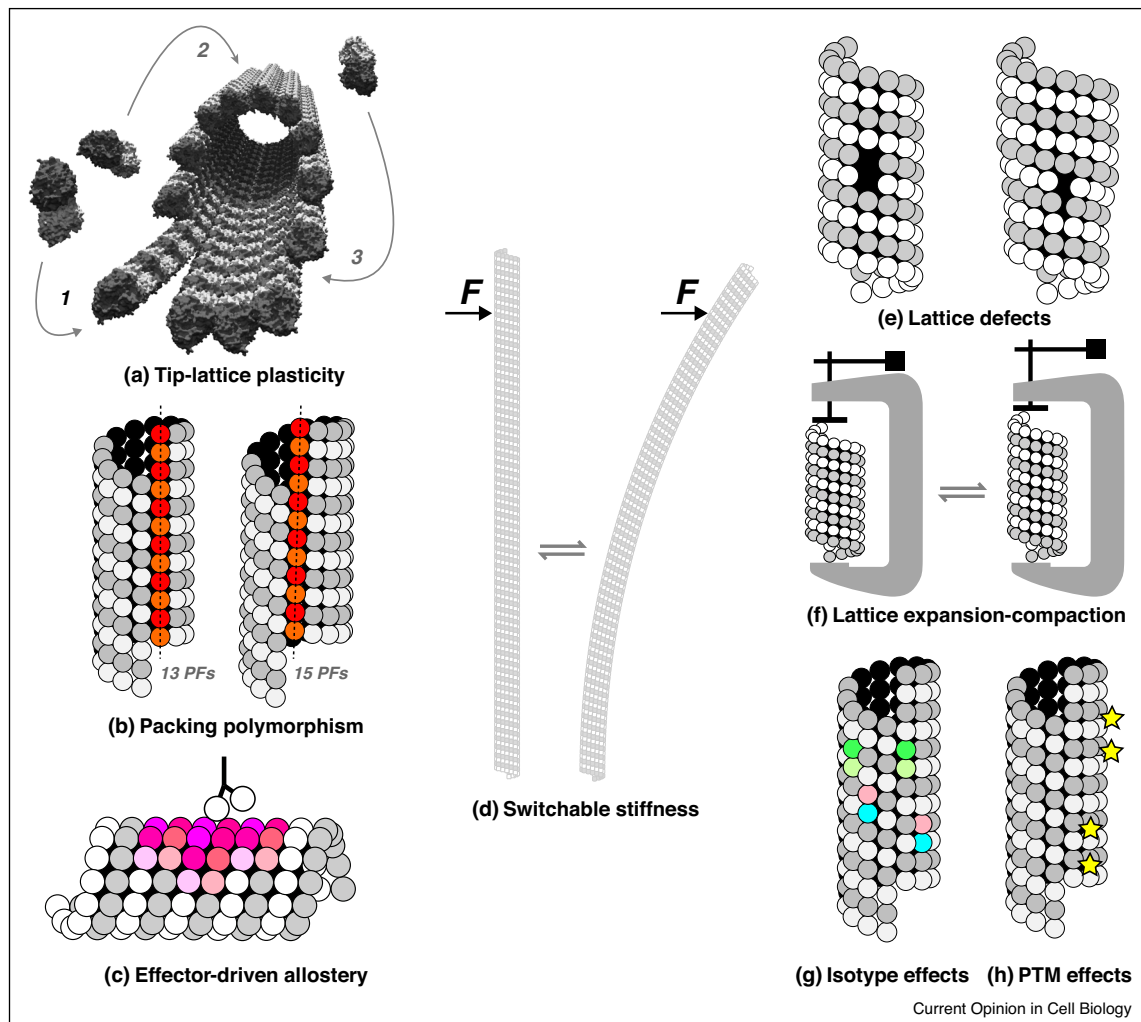 2
1
3
(a) Tip-lattice plasticity
13 PFs
15 PFs
(b) Packing polymorphism
(c) Effector-driven allostery
F
F
(d) Switchable stiffness
(e) Lattice defects
(f) Lattice expansion-compaction
(g) Isotype effects
(h) PTM effects
Current Opinion in Cell Biology